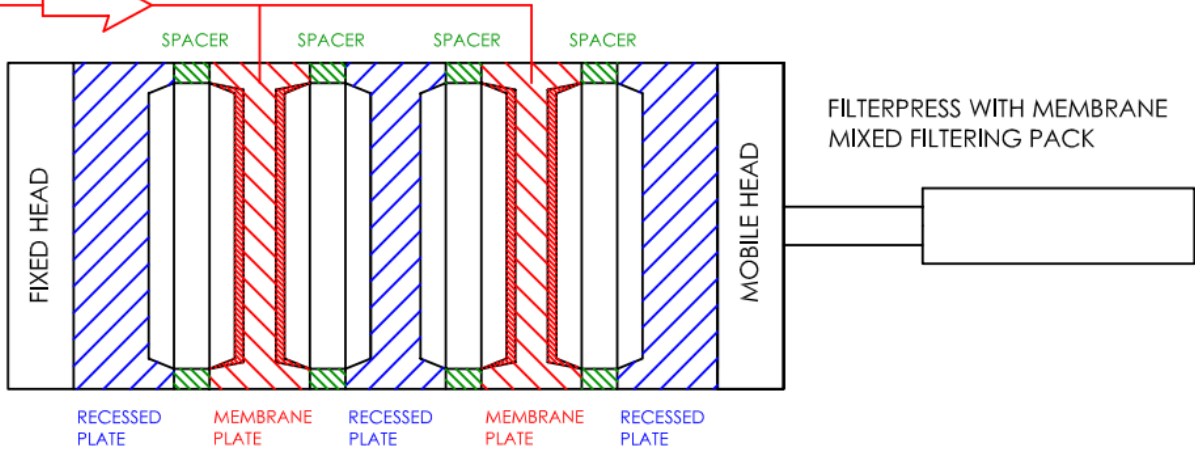 SPACER
SPACER
SPACER
SPACER
FIXED HEAD
MOBILE HEAD
FILTERPRESS WITH MEMBRANE
MIXED FILTERING PACK
RECESSED
PLATE
MEMBRANE
PLATE
RECESSED
PLATE
MEMBRANE
PLATE
RECESSED
PLATE